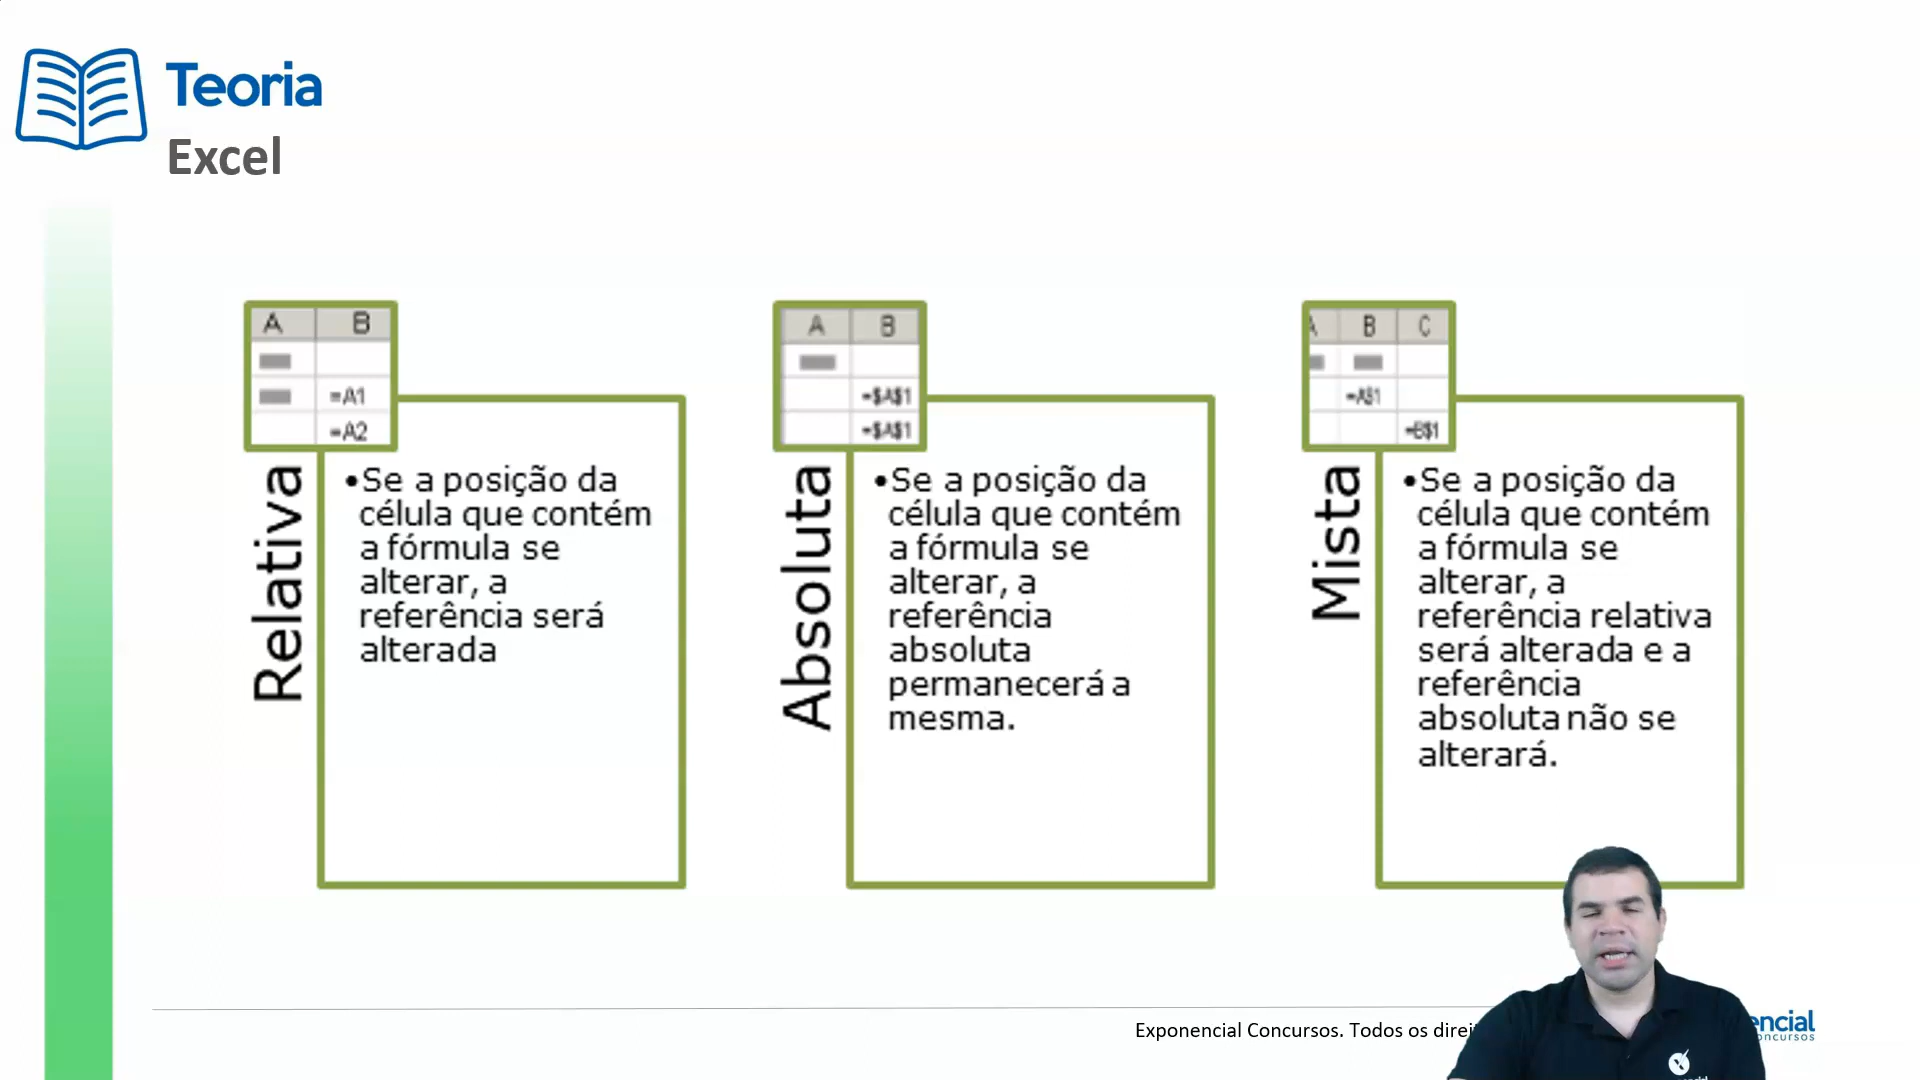 Teoria
Excel
A B
=A1
=A2
Relativa
•Se a posição da
célula que contém
a fórmula se
alterar, a
referência será
alterada
A B
=$A$1
=$A$1
Absoluta
•Se a posição da
célula que contém
a fórmula se
alterar, a
referência
absoluta
permanecerá a
mesma.
A B C
=A$1
=B$1
Mista
•Se a posição da
célula que contém
a fórmula se
alterar, a
referência relativa
será alterada e a
referência
absoluta não se
alterará.
Exponencial Concursos. Todos os direi
encial
oncursos